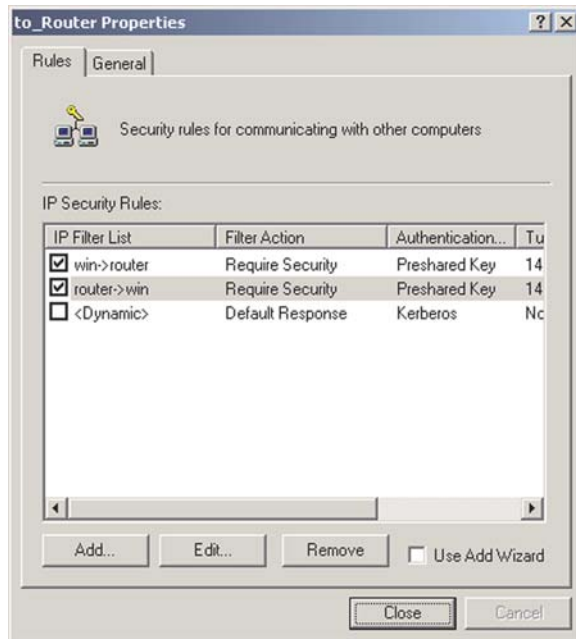 to_Router Properties
Rules General
Security rules for communicating with other computers
IP Security Rules:
IP Filter List Filter Action Authentication... Tu
win->router Require Security Preshared Key 14
router->win Require Security Preshared Key 14
<Dynamic> Default Response Kerberos No
Add... Edit... Remove Use Add Wizard
Close Cancel